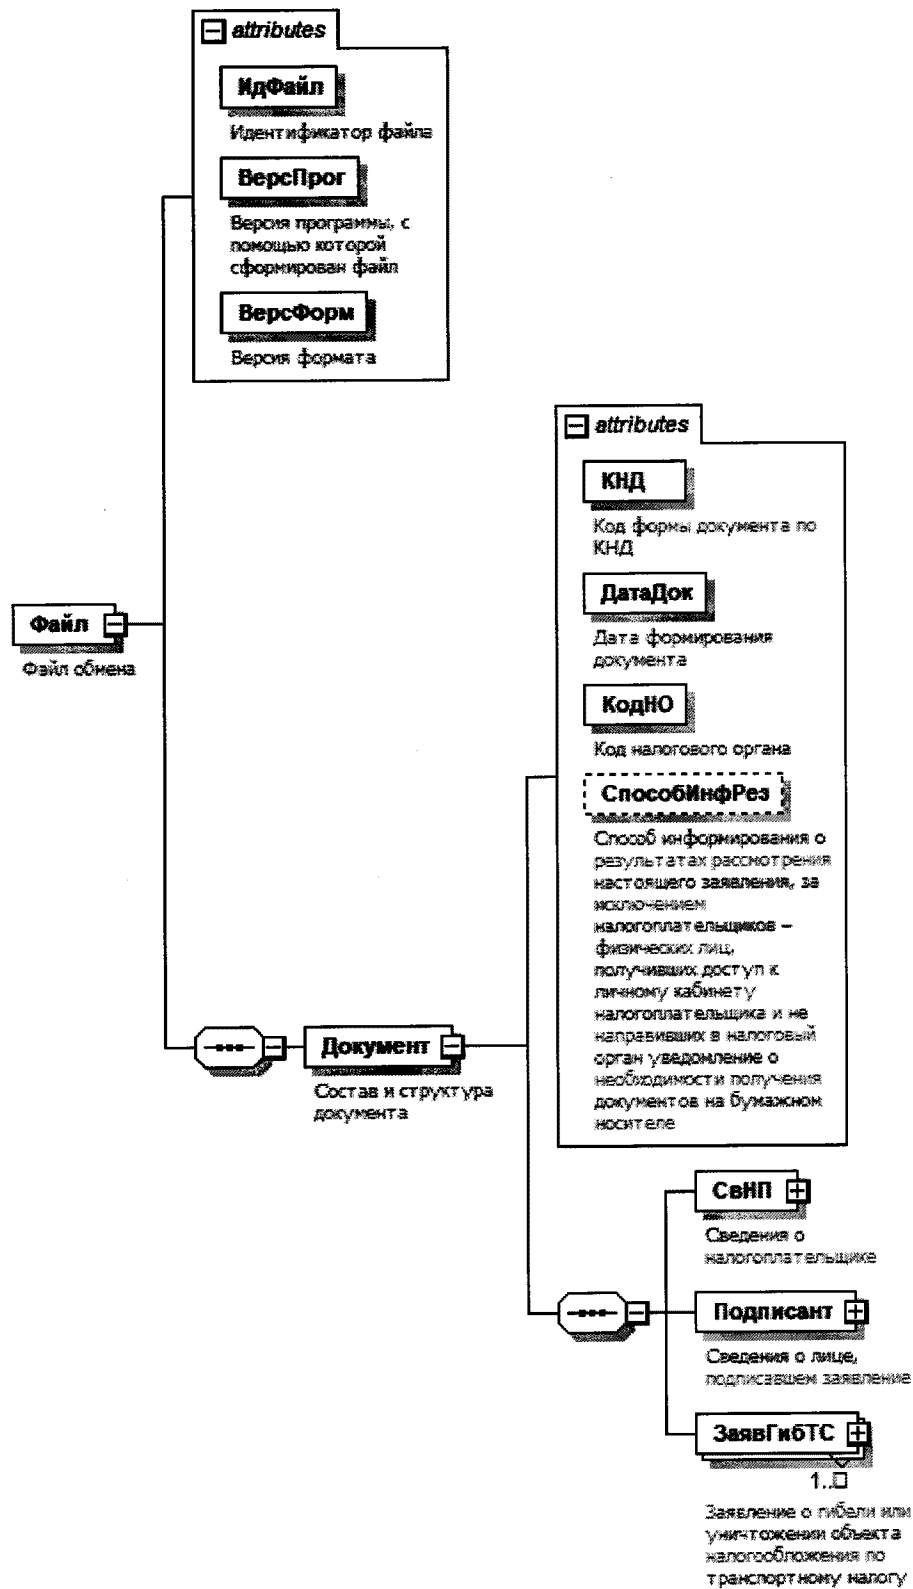 attributes
ИдФайл
Идентификатор файла
ВерсПрог
Версия программы, с
помощью которой
сформирован файл
ВерсФорм
Версия формата
Файл
Файл обмена
Документ
Состав и структура
документа
attributes
КНД
Код формы документа по
КНД
ДатаДок
Дата формирования
документа
КодНО
Код налогового органа
СпособИнфРез
Способ информирования о
результатах рассмотрения
настоящего заявления, за
исключением
налогоплательщиков –
физических лиц,
получивших доступ к
личному кабинету
налогоплательщика и не
направивших в налоговый
орган уведомление о
необходимости получения
документов на бумажном
носителе
СвНП
Сведения о
налогоплательщике
Подписант
Сведения о лице,
подписавшем заявление
ЗаявГибТС
1..□
Заявление о гибели или
уничтожении объекта
налогообложения по
транспортному налогу